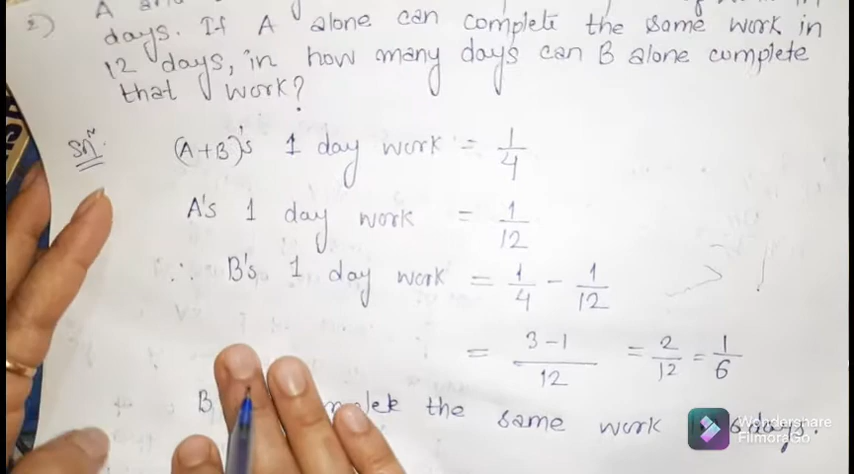 2) A
days. If A alone can complete the same work in
12 days, in how many days can B alone complete
that work?
Solⁿ. (A+B)'s 1 day work = 1/4
A's 1 day work = 1/12
∴ B's 1 day work = 1/4 - 1/12
= 3-1/12 = 2/12 = 1/6
B the same work days.
Wondershare
FilmoraGo